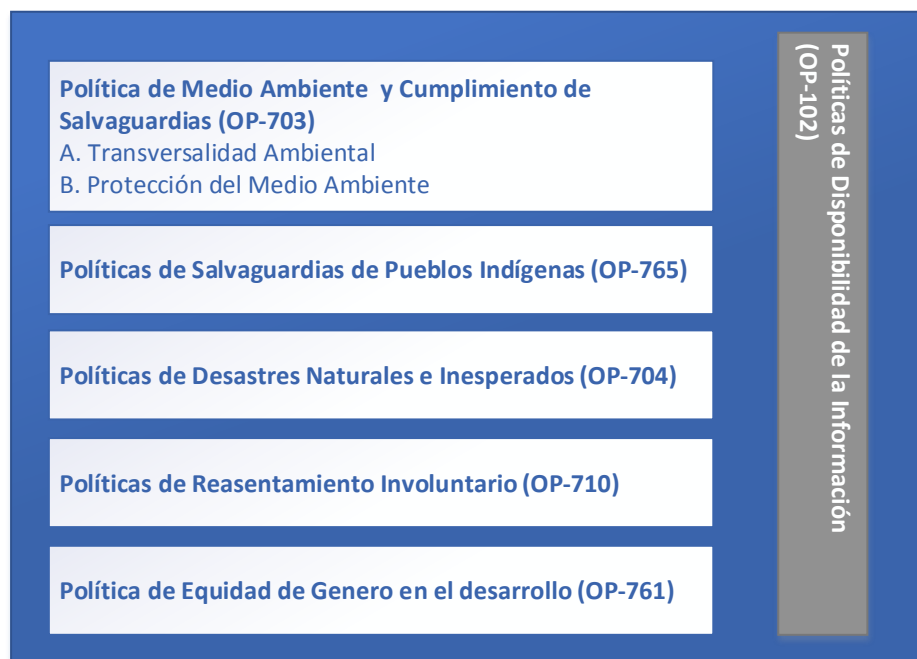 Política de Medio Ambiente y Cumplimiento de
Salvaguardias (OP-703)
A. Transversalidad Ambiental
B. Protección del Medio Ambiente
Políticas de Salvaguardias de Pueblos Indígenas (OP-765)
Políticas de Desastres Naturales e Inesperados (OP-704)
Políticas de Reasentamiento Involuntario (OP-710)
Política de Equidad de Genero en el desarrollo (OP-761)
Políticas de Disponibilidad de la Información
(OP-102)